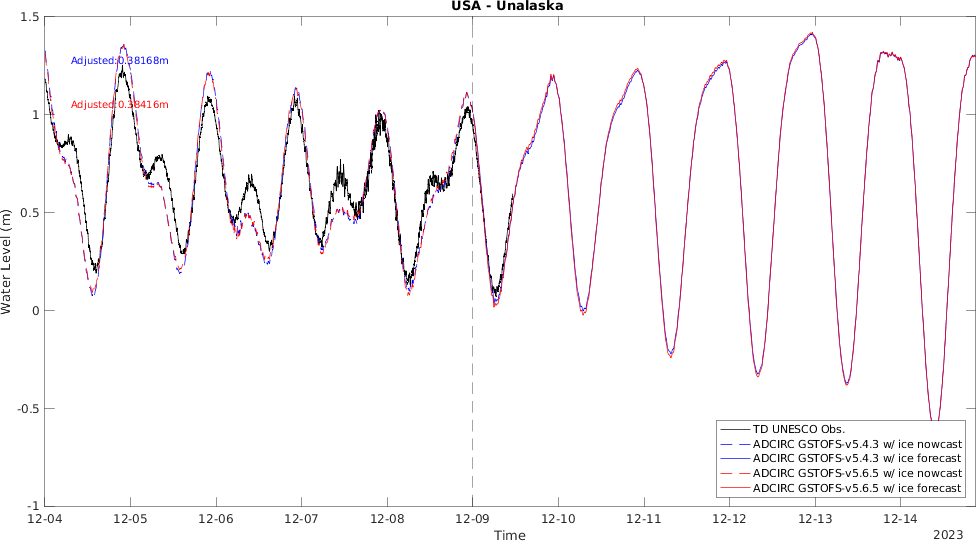 USA - Unalaska
1.5
Adjusted:0.38168m
Adjusted:0.38416m
1
0.5
0
-0.5
-1
Water Level (m)
TD UNESCO Obs.
ADCIRC GSTOFS-v5.4.3 w/ ice nowcast
ADCIRC GSTOFS-v5.4.3 w/ ice forecast
ADCIRC GSTOFS-v5.6.5 w/ ice nowcast
ADCIRC GSTOFS-v5.6.5 w/ ice forecast
12-04 12-05 12-06 12-07 12-08 12-09 12-10 12-11 12-12 12-13 12-14
Time
2023